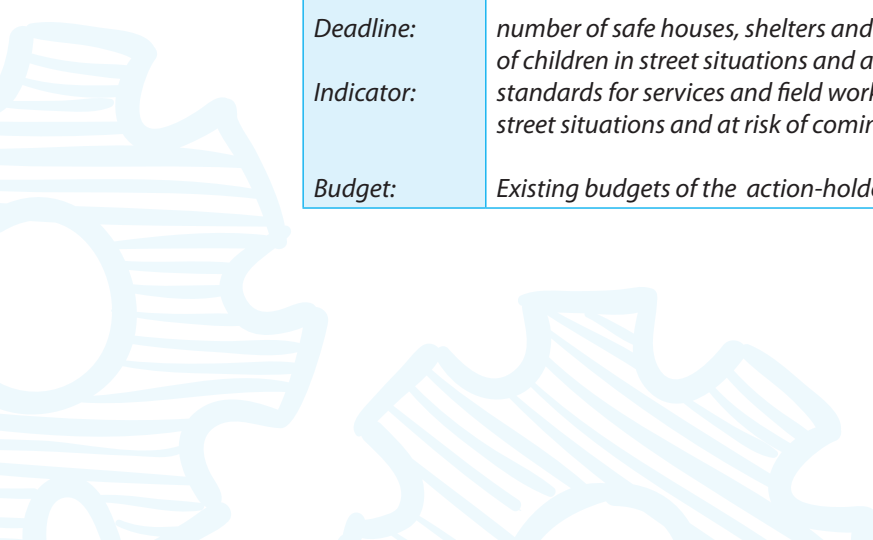 Deadline: number of safe houses, shelters and
of children in street situations and a
Indicator: standards for services and field work
street situations and at risk of comin
Budget: Existing budgets of the action-holde